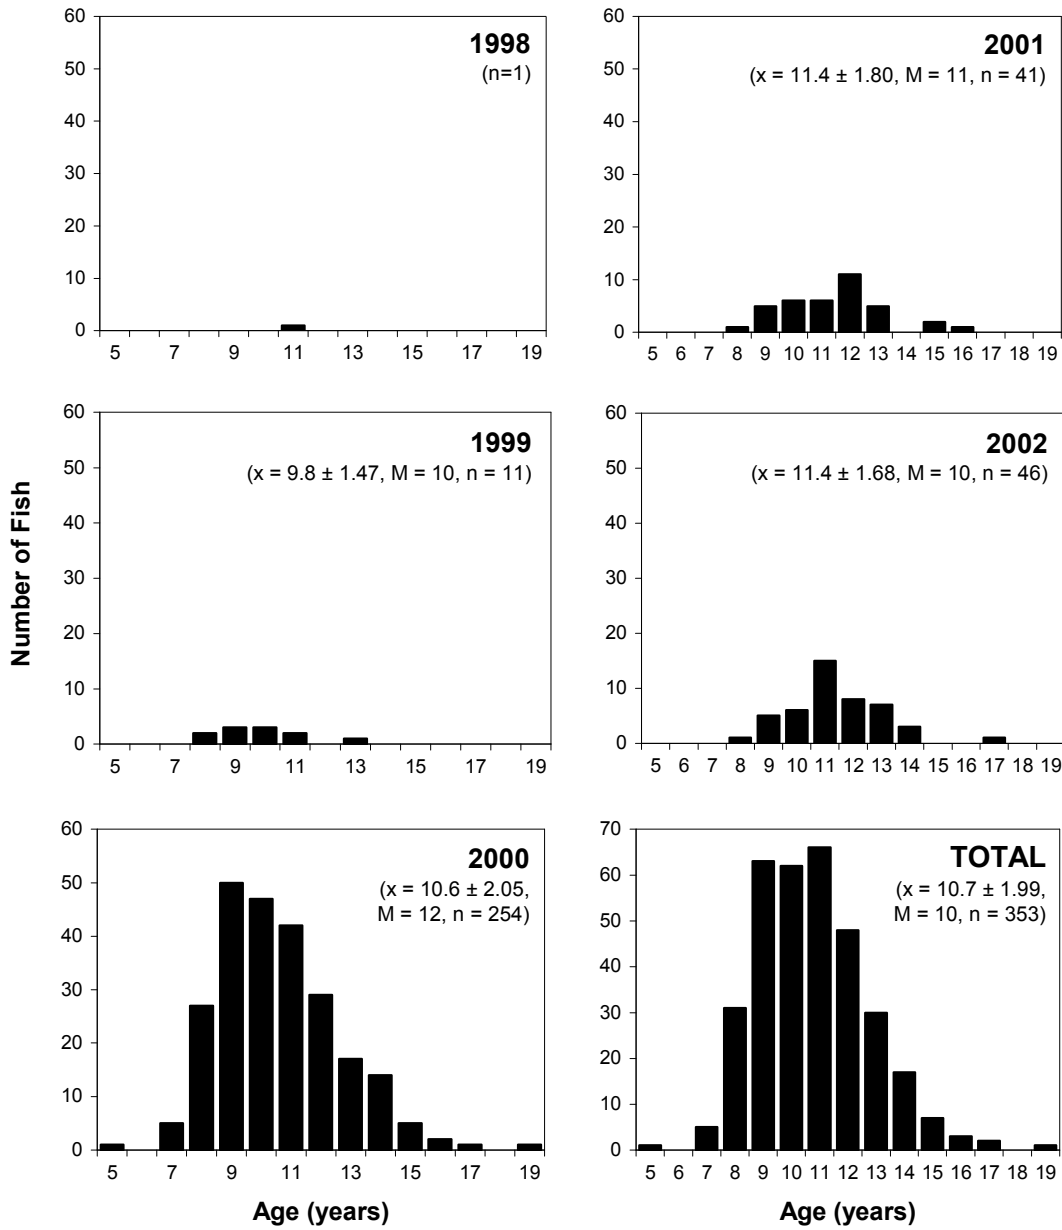 Number of Fish
60
50
40
30
20
10
0
1998
(n=1)
5 7 9 11 13 15 17 19
60
50
40
30
20
10
0
2001
(x = 11.4 ± 1.80, M = 11, n = 41)
5 6 7 8 9 10 11 12 13 14 15 16 17 18 19
60
50
40
30
20
10
0
1999
(x = 9.8 ± 1.47, M = 10, n = 11)
5 7 9 11 13 15 17 19
60
50
40
30
20
10
0
2002
(x = 11.4 ± 1.68, M = 10, n = 46)
5 6 7 8 9 10 11 12 13 14 15 16 17 18 19
60
50
40
30
20
10
0
2000
(x = 10.6 ± 2.05,
M = 12, n = 254)
5 7 9 11 13 15 17 19
Age (years)
70
60
50
40
30
20
10
0
TOTAL
(x = 10.7 ± 1.99,
M = 10, n = 353)
5 6 7 8 9 10 11 12 13 14 15 16 17 18 19
Age (years)